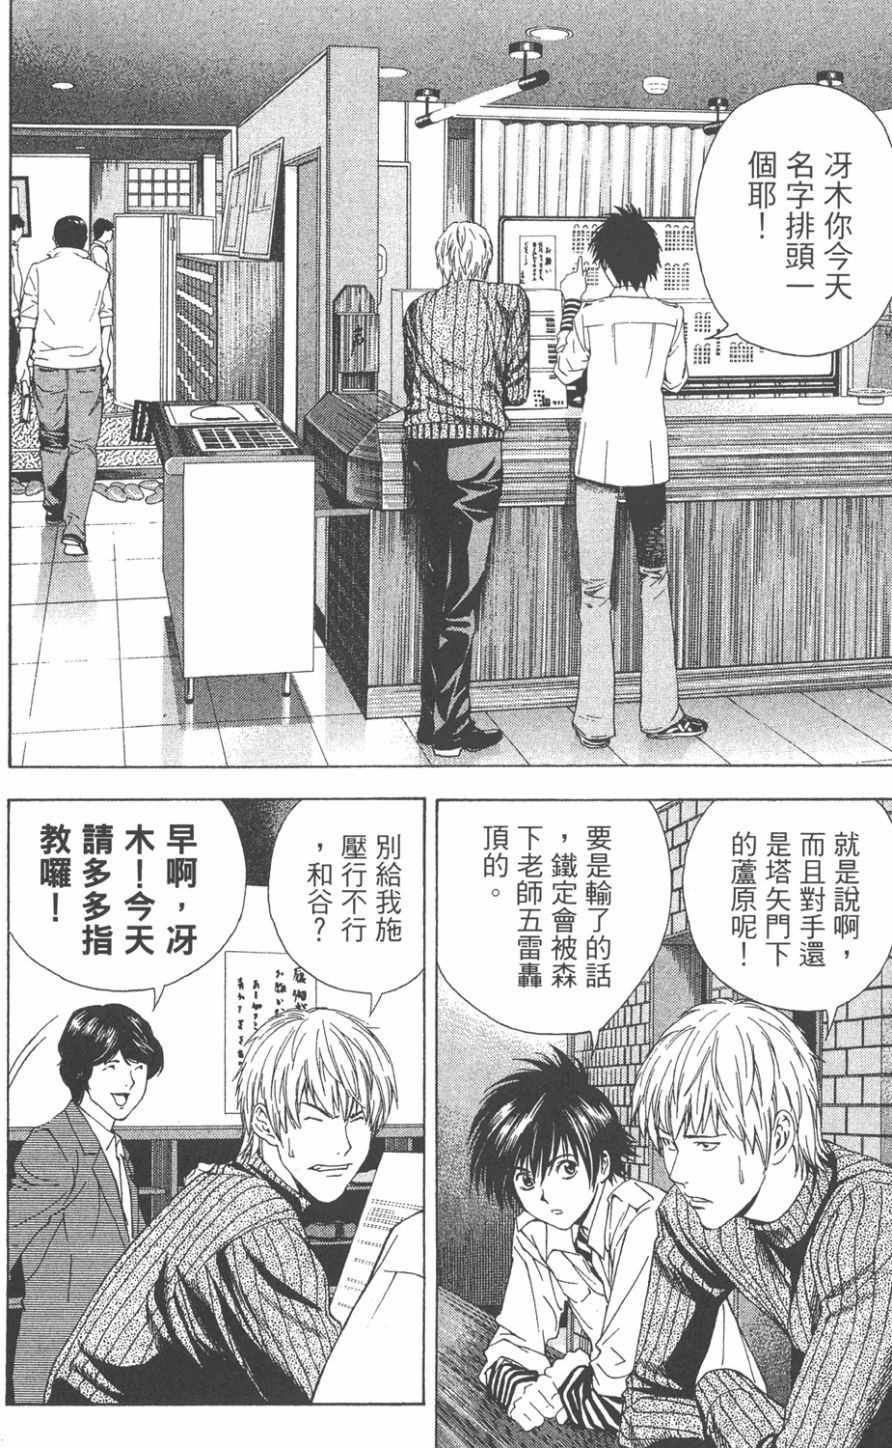 冴木你今天
名字排頭一
個耶！
就是說啊，
而且對手還
是塔矢門下
的蘆原呢！
要是輸了的話
，鐵定會被森
下老師五雷轟
頂的。
別給我施
壓行不行
，和谷？
早啊，冴
木！今天
請多多指
教囉！